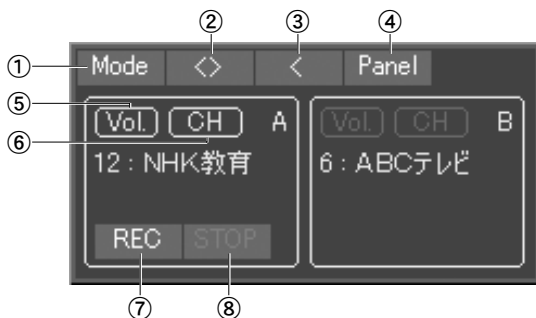 ② ③ ④
① Mode <> < Panel
⑤ Vol. CH A Vol. CH B
⑥
12：NHK教育 6：ABCテレビ
REC STOP
⑦ ⑧